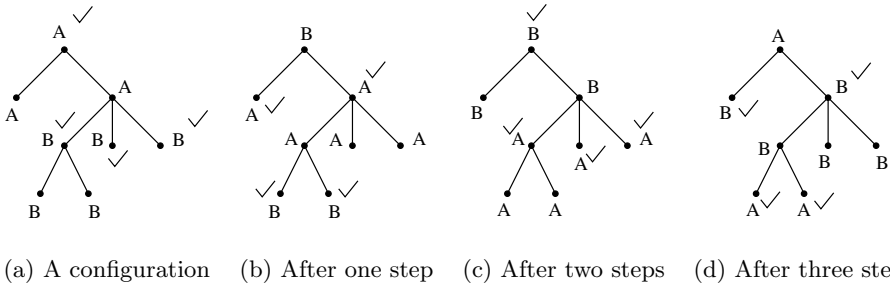 A B B A
A A B B
A A B B
B B B A A A A A B B B
B B B B A A A A
(a) A configuration (b) After one step (c) After two steps (d) After three ste